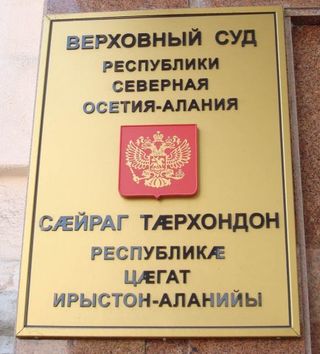 ВЕРХОВНЫЙ СУД
РЕСПУБЛИКИ
СЕВЕРНАЯ
ОСЕТИЯ-АЛАНИЯ
СÆЙРАГ ТÆРХОНДОН
РЕСПУБЛИКÆ
ЦÆГАТ
ИРЫСТОН-АЛАНИЙЫ